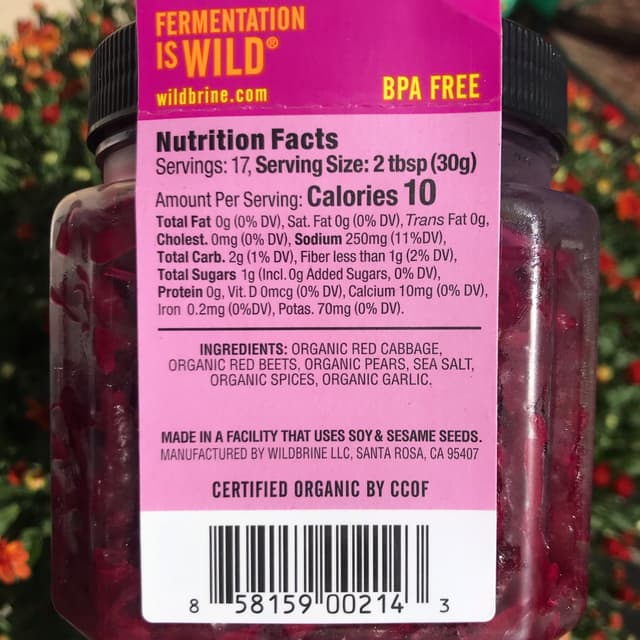 FERMENTATION
IS WILD®
wildbrine.com BPA FREE
Nutrition Facts
Servings: 17, Serving Size: 2 tbsp (30g)
Amount Per Serving: Calories 10
Total Fat 0g (0% DV), Sat. Fat 0g (0% DV), Trans Fat 0g,
Cholest. 0mg (0% DV), Sodium 250mg (11%DV),
Total Carb. 2g (1% DV), Fiber less than 1g (2% DV),
Total Sugars 1g (Incl. 0g Added Sugars, 0% DV),
Protein 0g, Vit. D 0mcg (0% DV), Calcium 10mg (0% DV),
Iron 0.2mg (0%DV), Potas. 70mg (0% DV).
INGREDIENTS: ORGANIC RED CABBAGE,
ORGANIC RED BEETS, ORGANIC PEARS, SEA SALT,
ORGANIC SPICES, ORGANIC GARLIC.
MADE IN A FACILITY THAT USES SOY & SESAME SEEDS.
MANUFACTURED BY WILDBRINE LLC, SANTA ROSA, CA 95407
CERTIFIED ORGANIC BY CCOF
8 58159 00214 3